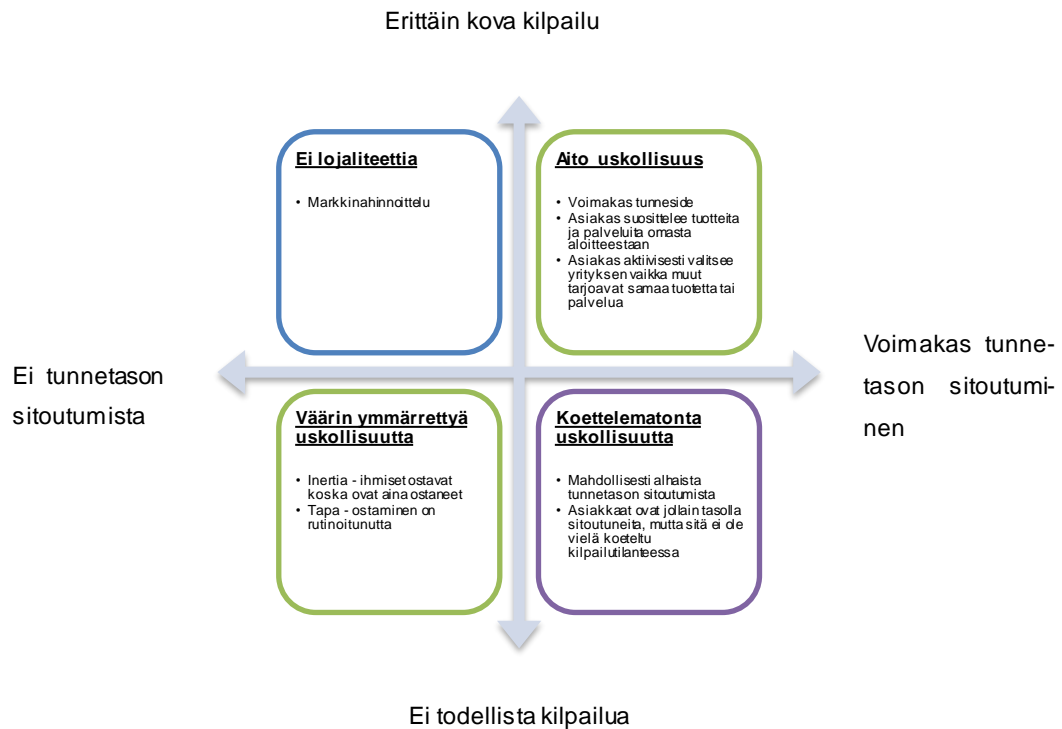 Erittäin kova kilpailu
Ei lojaliteettia
• Markkinahinnoittelu
Aito uskollisuus
• Voimakas tunneside
• Asiakas suosittelee tuotteita
ja palveluita omasta
aloitteestaan
• Asiakas aktiivisesti valitsee
yrityksen vaikka muut
tarjoavat samaa tuotetta tai
palvelua
Ei tunnetason
sitoutumista
Voimakas tunne-
tason sitoutumi-
nen
Väärin ymmärrettyä
uskollisuutta
• Inertia - ihmiset ostavat
koska ovat aina ostaneet
• Tapa - ostaminen on
rutinoitunutta
Koettelematonta
uskollisuutta
• Mahdollisesti alhaista
tunnetason sitoutumista
• Asiakkaat ovat jollain tasolla
sitoutuneita, mutta sitä ei ole
vielä koeteltu
kilpailutilanteessa
Ei todellista kilpailua